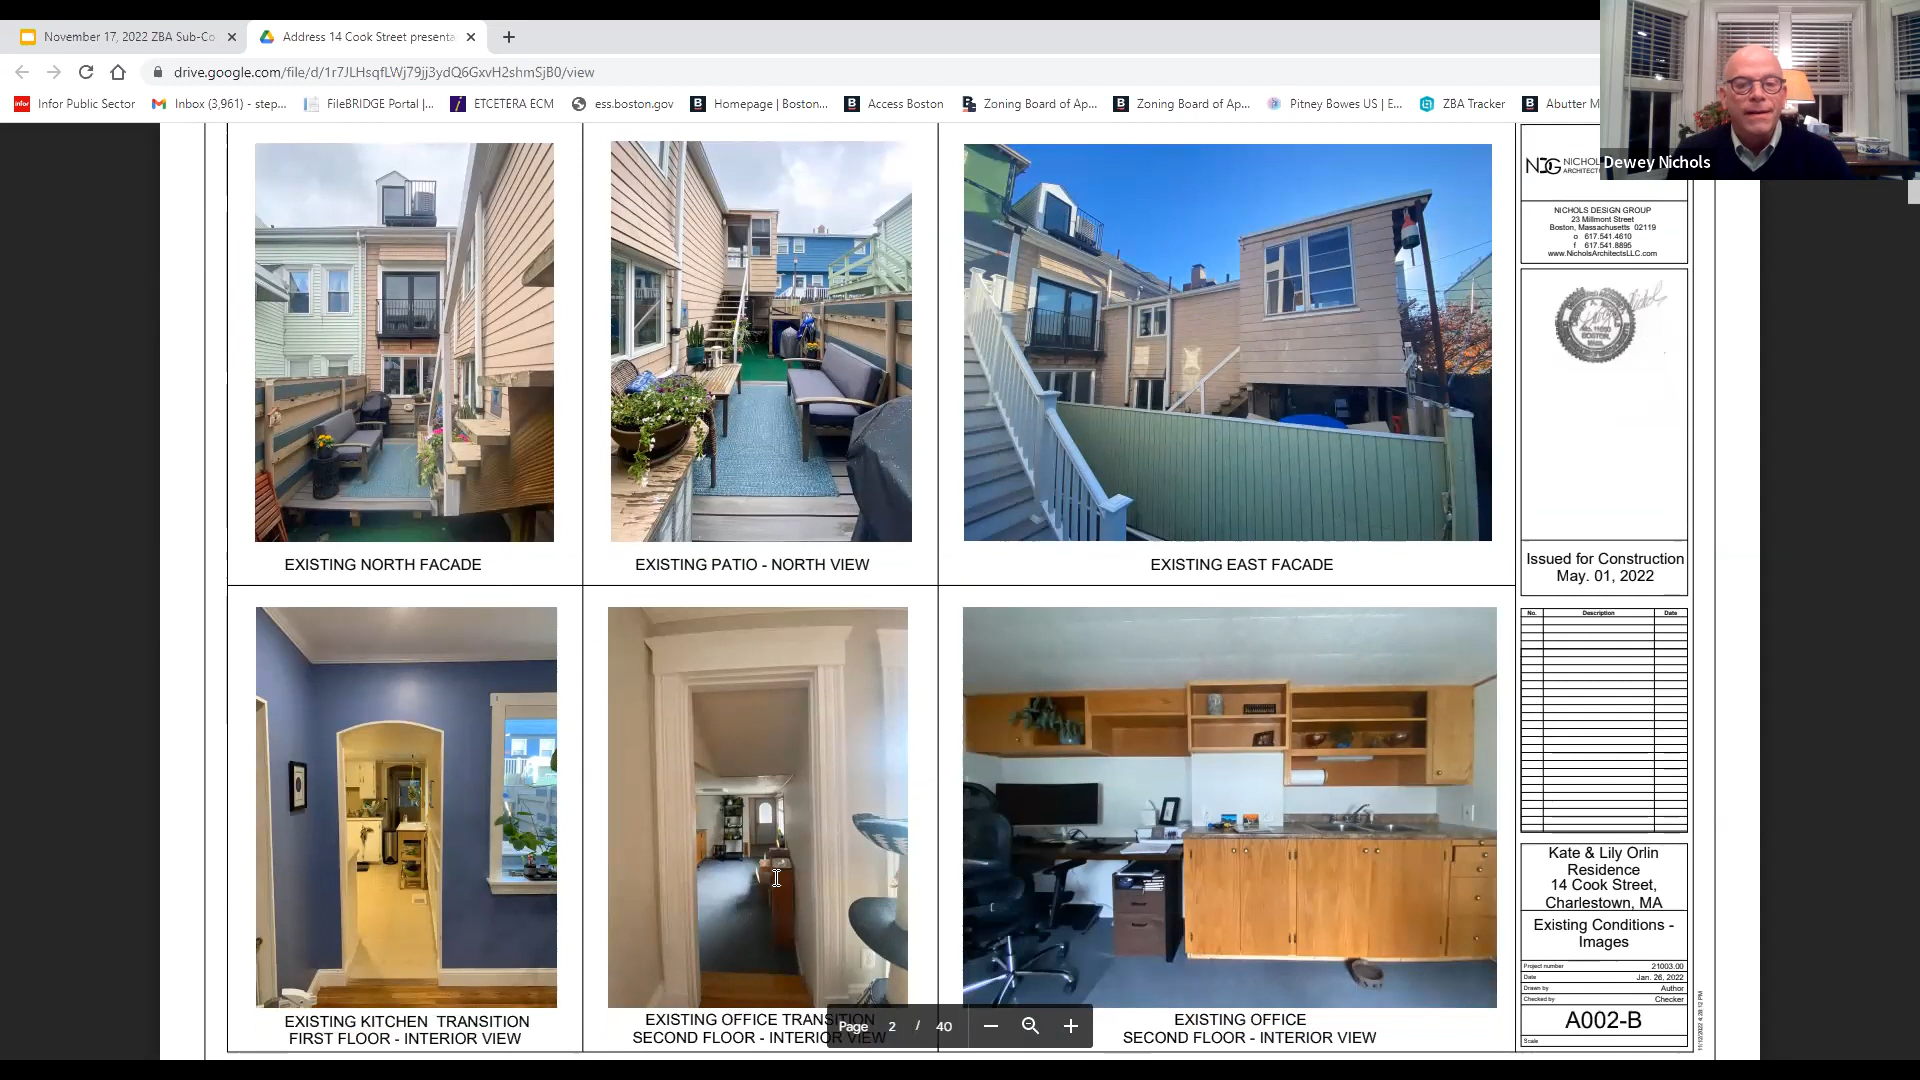 November 17, 2022 ZBA Sub-Co
Address 14 Cook Street presenta
drive.google.com/file/d/1r7JLHsqfLWj79jj3ydQ6GxvH2shmSjB0/view
infor Infor Public Sector
Inbox (3,961) - step...
FileBRIDGE Portal |...
ETCETERA ECM
ess.boston.gov
B Homepage | Boston...
B Access Boston
Zoning Board of Ap...
B Zoning Board of Ap...
Pitney Bowes US | E...
ZBA Tracker
B Abutter M
Dewey Nichols
NDG NICHOL
ARCHITECT
NICHOLS DESIGN GROUP
23 Millmont Street
Boston, Massachusetts 02119
o 617.541.4610
f 617.541.8895
www.NicholsArchitectsLLC.com
EXISTING NORTH FACADE
EXISTING PATIO - NORTH VIEW
EXISTING EAST FACADE
Issued for Construction
May. 01, 2022
No. Description Date
EXISTING KITCHEN TRANSITION
FIRST FLOOR - INTERIOR VIEW
EXISTING OFFICE TRANSITION
SECOND FLOOR - INTERIOR VIEW
EXISTING OFFICE
SECOND FLOOR - INTERIOR VIEW
Page 2 / 40
Kate & Lily Orlin
Residence
14 Cook Street,
Charlestown, MA
Existing Conditions -
Images
Project number 21003.00
Date Jan. 26, 2022
Drawn by Author
Checked by Checker
A002-B
Scale